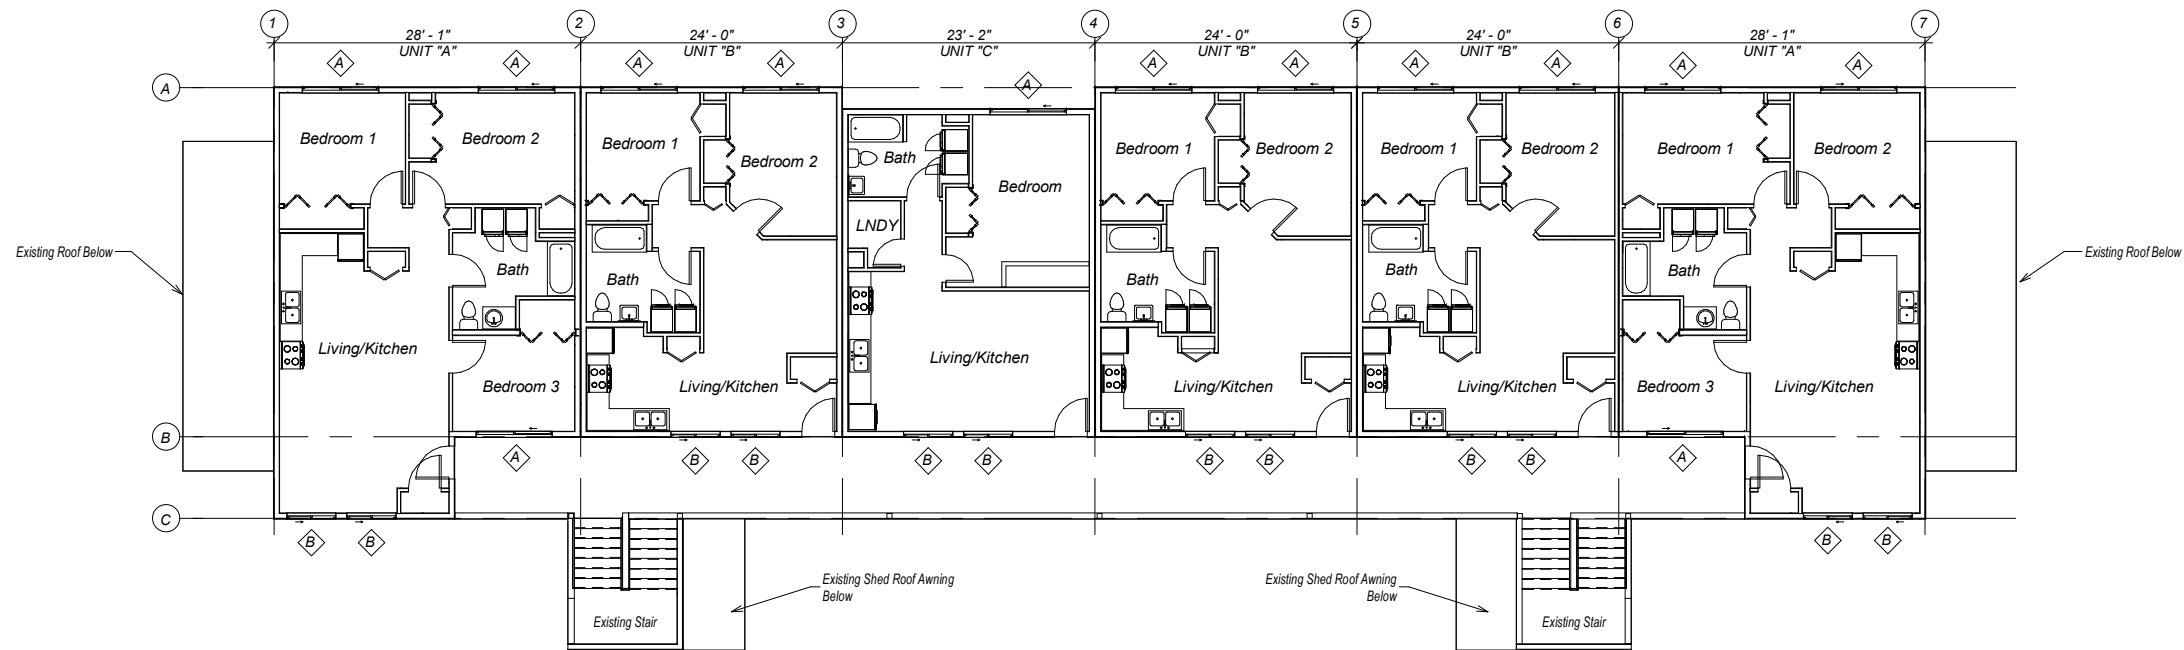 1 2 3 4 5 6 7
28' - 1" 24' - 0" 23' - 2" 24' - 0" 24' - 0" 28' - 1"
UNIT "A" UNIT "B" UNIT "C" UNIT "B" UNIT "B" UNIT "A"
A A A A A A A A A A
A A
Bedroom 1 Bedroom 2 Bedroom 1 Bedroom 2 Bath Bedroom Bedroom 1 Bedroom 2 Bedroom 1 Bedroom 2 Bedroom 1 Bedroom 2
LNDY
Existing Roof Below Bath Bath Bath Bath Bath Existing Roof Below
Living/Kitchen Living/Kitchen Living/Kitchen Living/Kitchen Living/Kitchen Living/Kitchen
Bedroom 3 Bedroom 3
B
A B B B B B B B B A
C
B B B B
Existing Shed Roof Awning
Below
Existing Shed Roof Awning
Below
Existing Stair Existing Stair